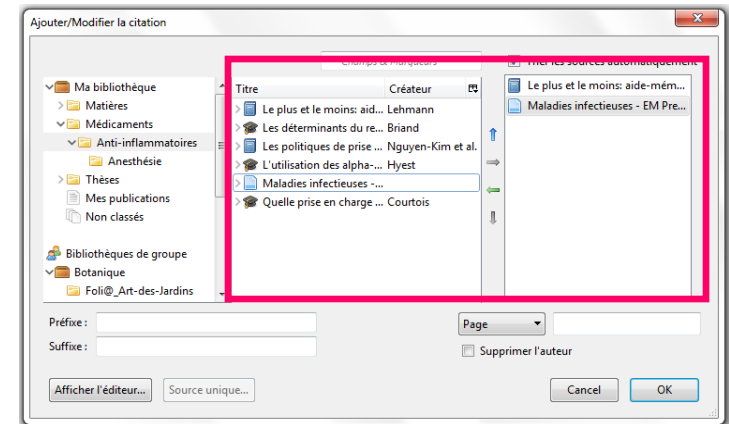 Ajouter/Modifier la citation
Champs & Marqueurs
Trier les sources automatiquement
Ma bibliothèque
Matières
Médicaments
Anti-inflammatoires
Anesthésie
Thèses
Mes publications
Non classés
Bibliothèques de groupe
Botanique
Foli@_Art-des-Jardins
Titre Créateur
Le plus et le moins: aid... Lehmann
Les déterminants du re... Briand
Les politiques de prise ... Nguyen-Kim et al.
L'utilisation des alpha-... Hyest
Maladies infectieuses -...
Quelle prise en charge ... Courtois
Le plus et le moins: aide-mém...
Maladies infectieuses - EM Pre...
Préfixe :
Suffixe :
Page
Supprimer l'auteur
Afficher l'éditeur...
Source unique...
Cancel
OK